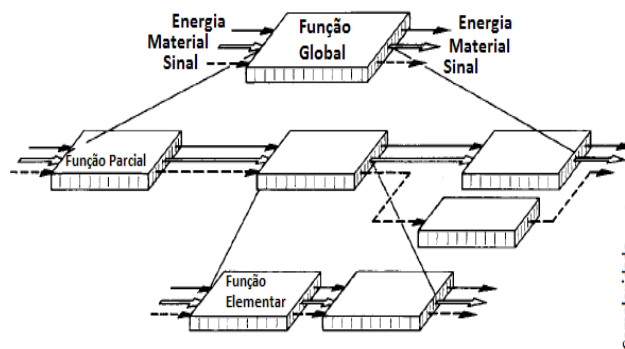 Energia
Material
Sinal
Função
Global
Energia
Material
Sinal
Função Parcial
Função
Elementar